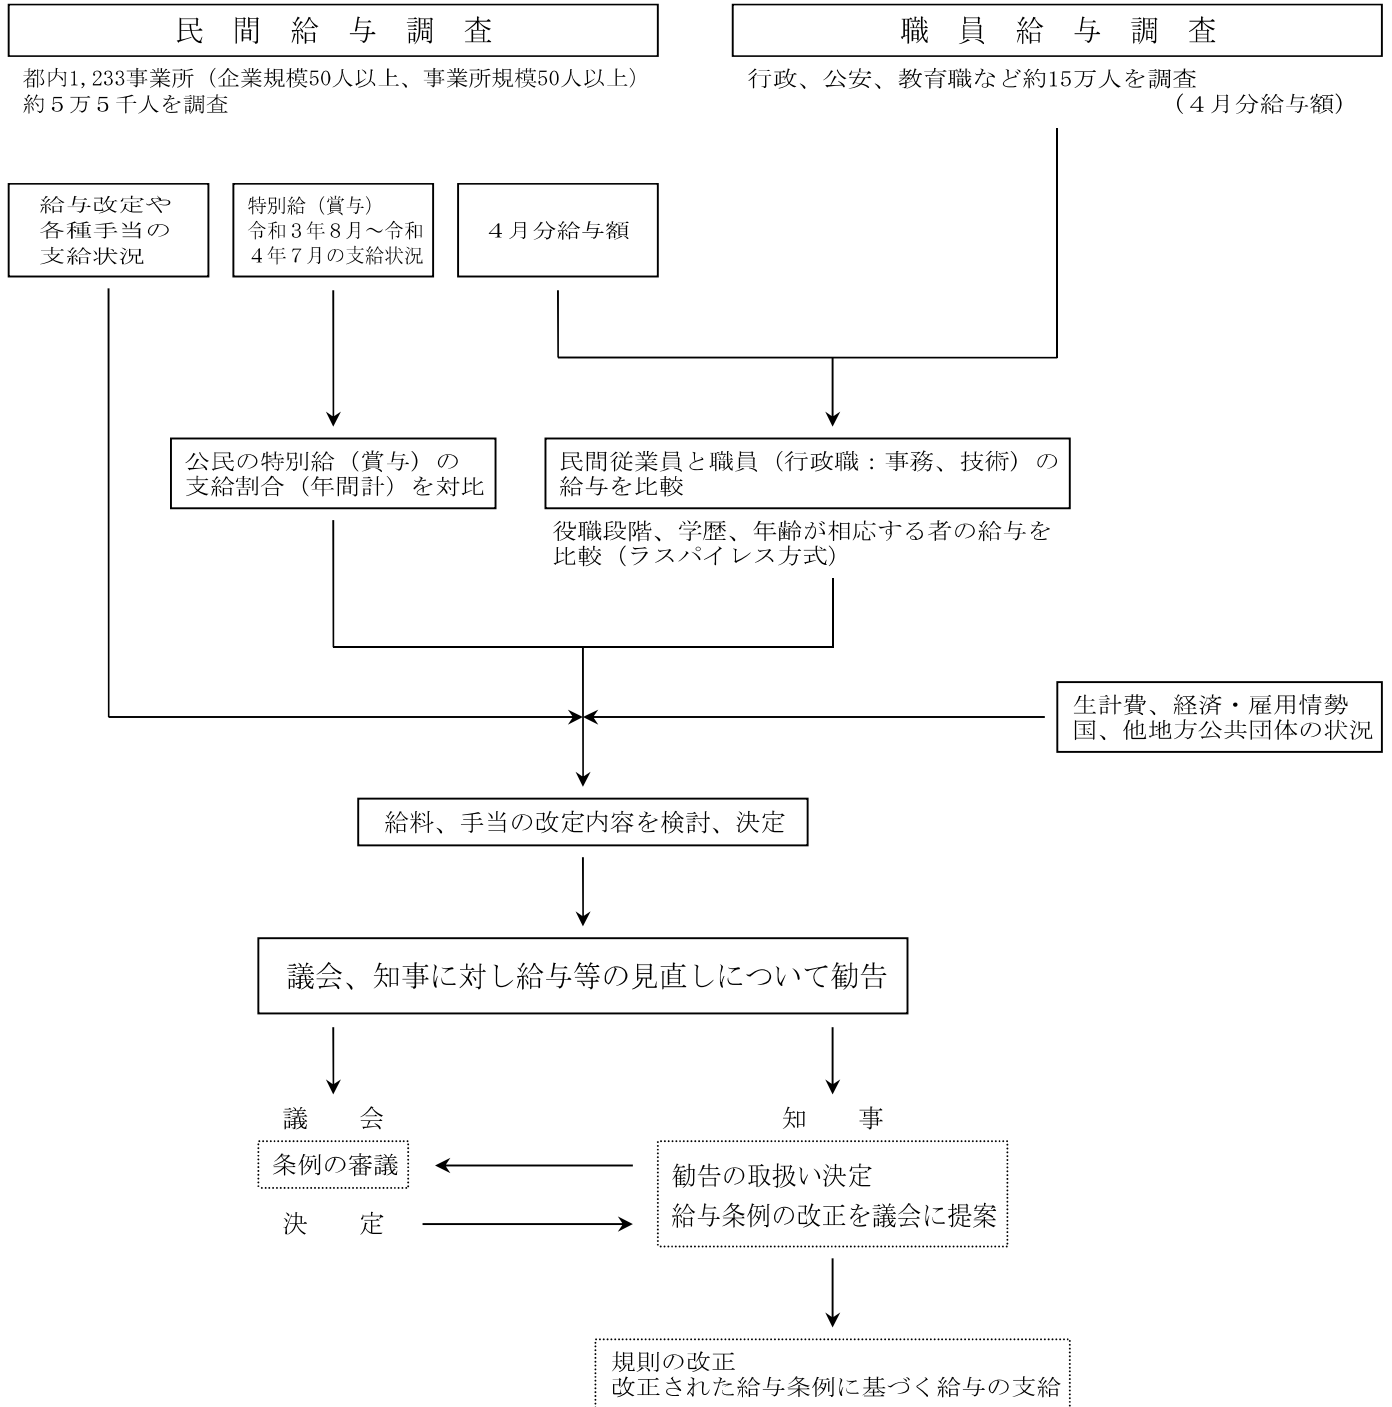 民間給与調査
都内1,233事業所（企業規模50人以上、事業所規模50人以上）
約５万５千人を調査
職員給与調査
行政、公安、教育職など約15万人を調査
（４月分給与額）
給与改定や
各種手当の
支給状況
特別給（賞与）
令和３年８月～令和
４年７月の支給状況
４月分給与額
公民の特別給（賞与）の
支給割合（年間計）を対比
民間従業員と職員（行政職：事務、技術）の
給与を比較
役職段階、学歴、年齢が相応する者の給与を
比較（ラスパイレス方式）
生計費、経済・雇用情勢
国、他地方公共団体の状況
給料、手当の改定内容を検討、決定
議会、知事に対し給与等の見直しについて勧告
議会
条例の審議
決定
知事
勧告の取扱い決定
給与条例の改正を議会に提案
規則の改正
改正された給与条例に基づく給与の支給